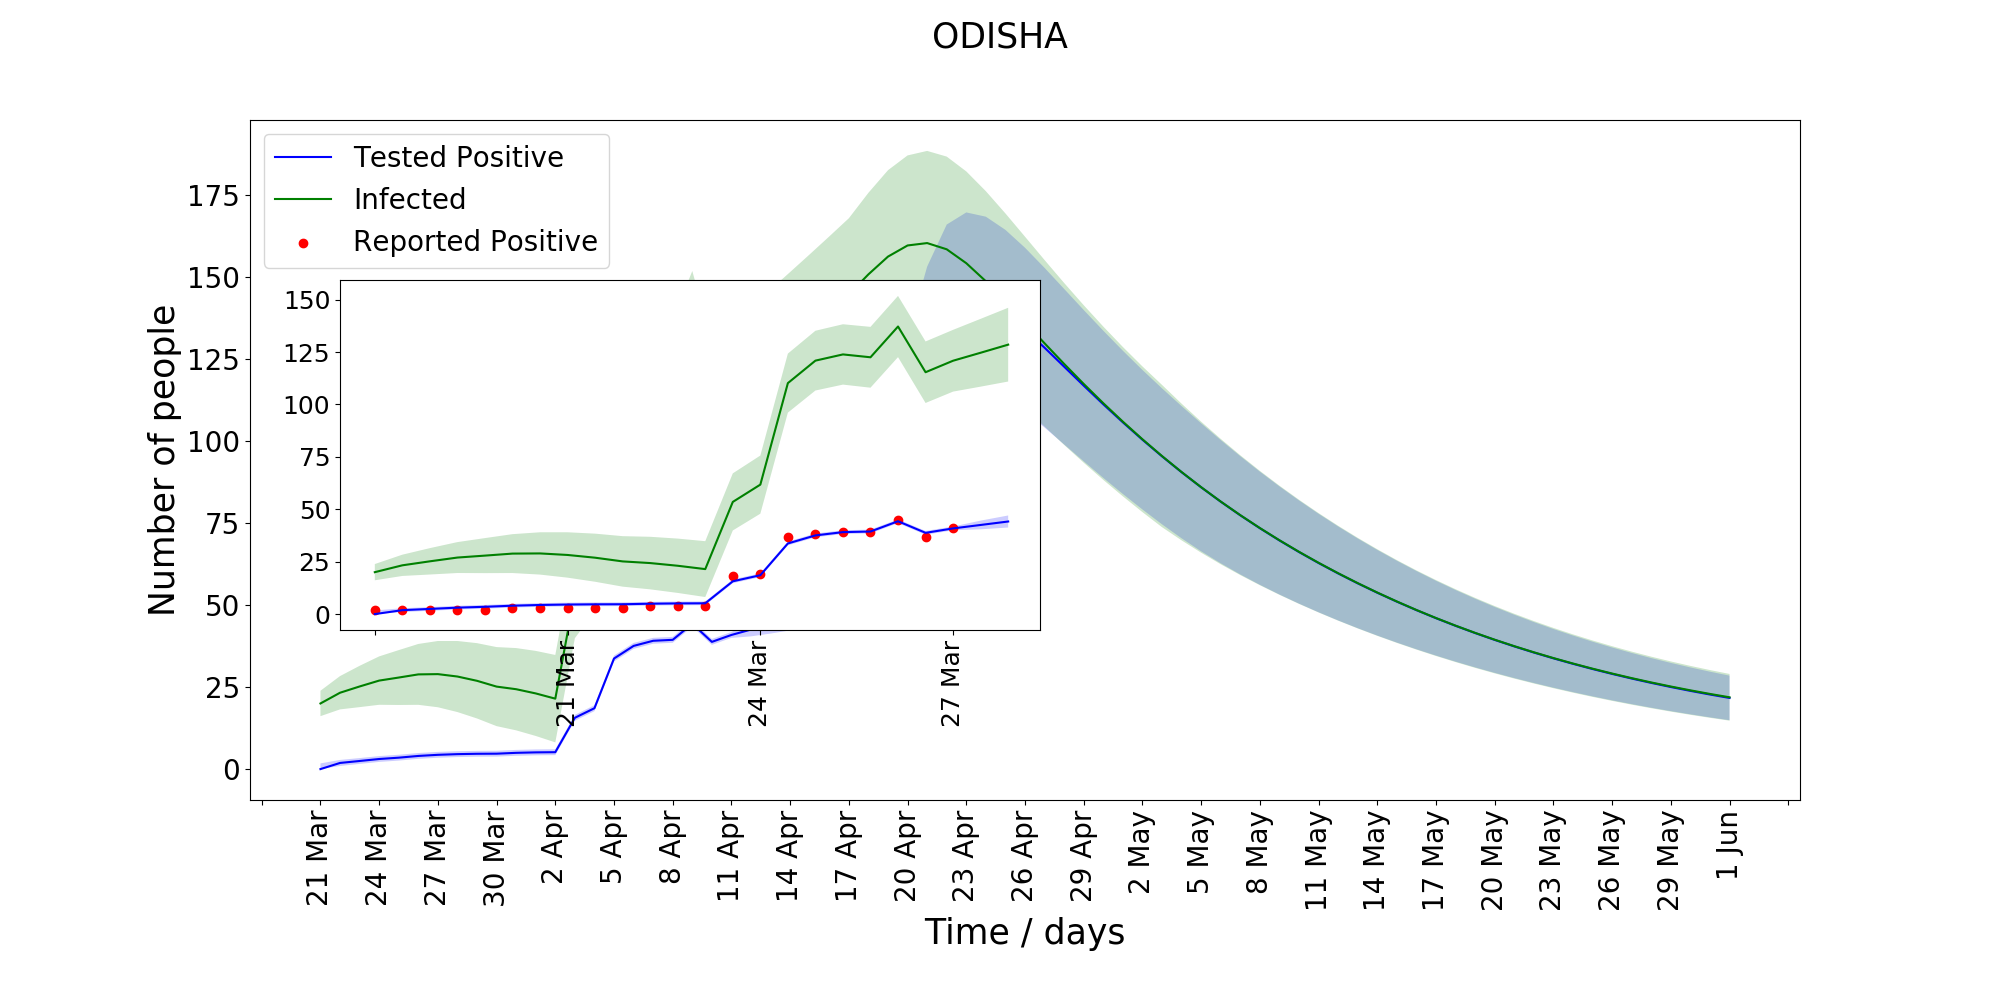 ODISHA
Tested Positive
Infected
Reported Positive
Number of people
175
150
125
100
75
50
25
0
150
125
100
75
50
25
0
21 Mar
24 Mar
27 Mar
21 Mar
24 Mar
27 Mar
30 Mar
2 Apr
5 Apr
8 Apr
11 Apr
14 Apr
17 Apr
20 Apr
23 Apr
26 Apr
29 Apr
2 May
5 May
8 May
11 May
14 May
17 May
20 May
23 May
26 May
29 May
1 Jun
Time / days